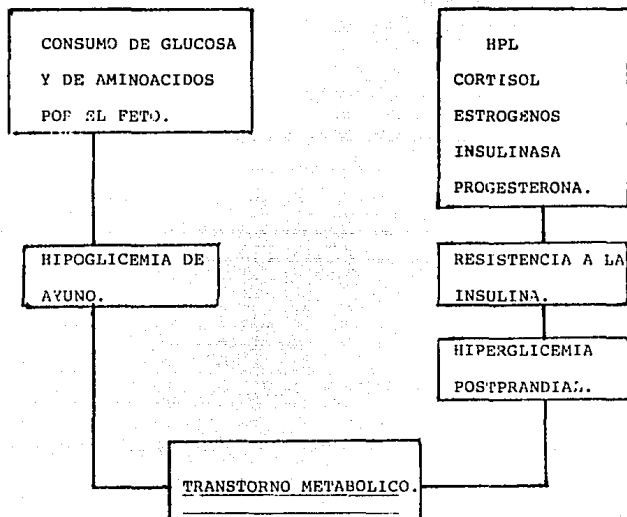 CONSUMO DE GLUCOSA
Y DE AMINOACIDOS
POR EL FETO.
HPL
CORTISOL
ESTROGENOS
INSULINASA
PROGESTERONA.
HIPOGLICEMIA DE
AYUNO.
RESISTENCIA A LA
INSULINA.
HIPERGLICEMIA
POSTPRANDIAL.
TRANSTORNO METABOLICO.